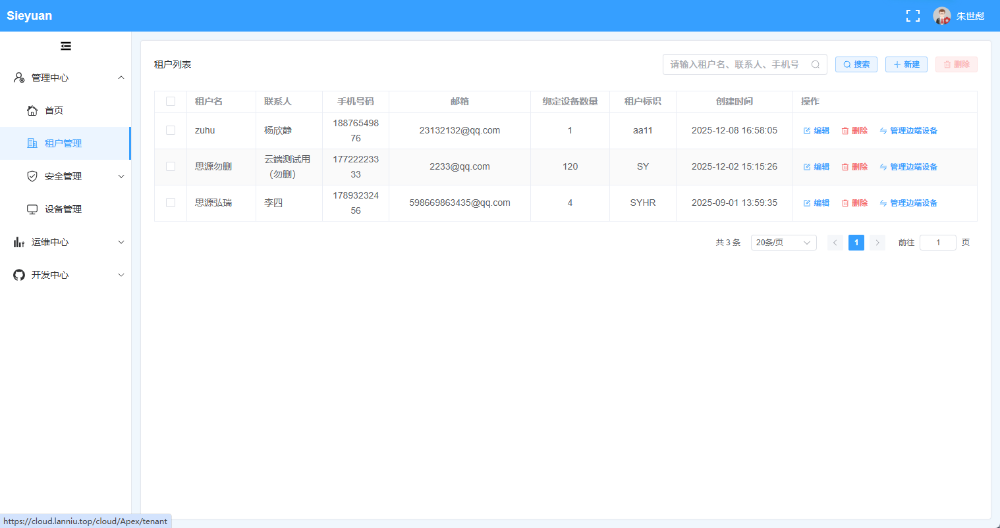 Sieyuan
朱世彪
管理中心
首页
租户管理
安全管理
设备管理
运维中心
开发中心
租户列表
请输入租户名、联系人、手机号
搜索
新建
删除
租户名 联系人 手机号码 邮箱 绑定设备数量 租户标识 创建时间 操作
zuhu 杨欣静 18876549876 23132132@qq.com 1 aa11 2025-12-08 16:58:05 编辑 删除 管理边端设备
思源勿删 云端测试用（勿删） 17722223333 2233@qq.com 120 SY 2025-12-02 15:15:26 编辑 删除 管理边端设备
思源弘瑞 李四 17893232456 598669863435@qq.com 4 SYHR 2025-09-01 13:59:35 编辑 删除 管理边端设备
共 3 条 20条/页 1 前往 1 页
https://cloud.lanniu.top/cloud/Apex/tenant